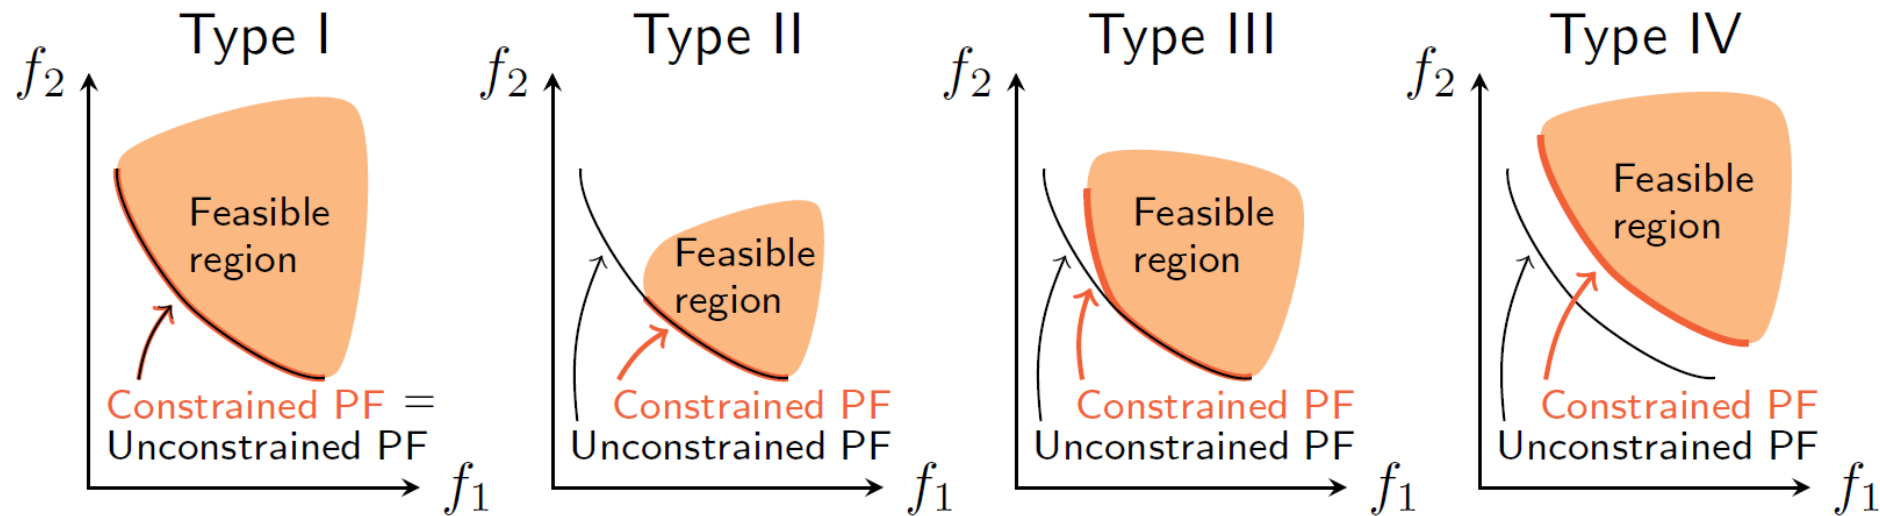 Type I
f₂
Feasible
region
Constrained PF =
Unconstrained PF
f₁
Type II
f₂
Feasible
region
Constrained PF
Unconstrained PF
f₁
Type III
f₂
Feasible
region
Constrained PF
Unconstrained PF
f₁
Type IV
f₂
Feasible
region
Constrained PF
Unconstrained PF
f₁